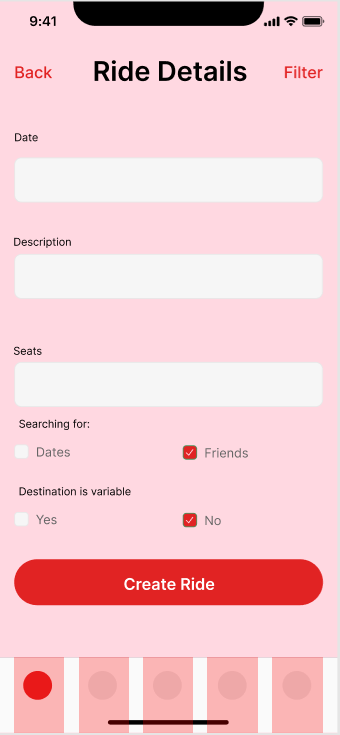 9:41
Back Ride Details Filter
Date
Description
Seats
Searching for:
Dates Friends
Destination is variable
Yes No
Create Ride